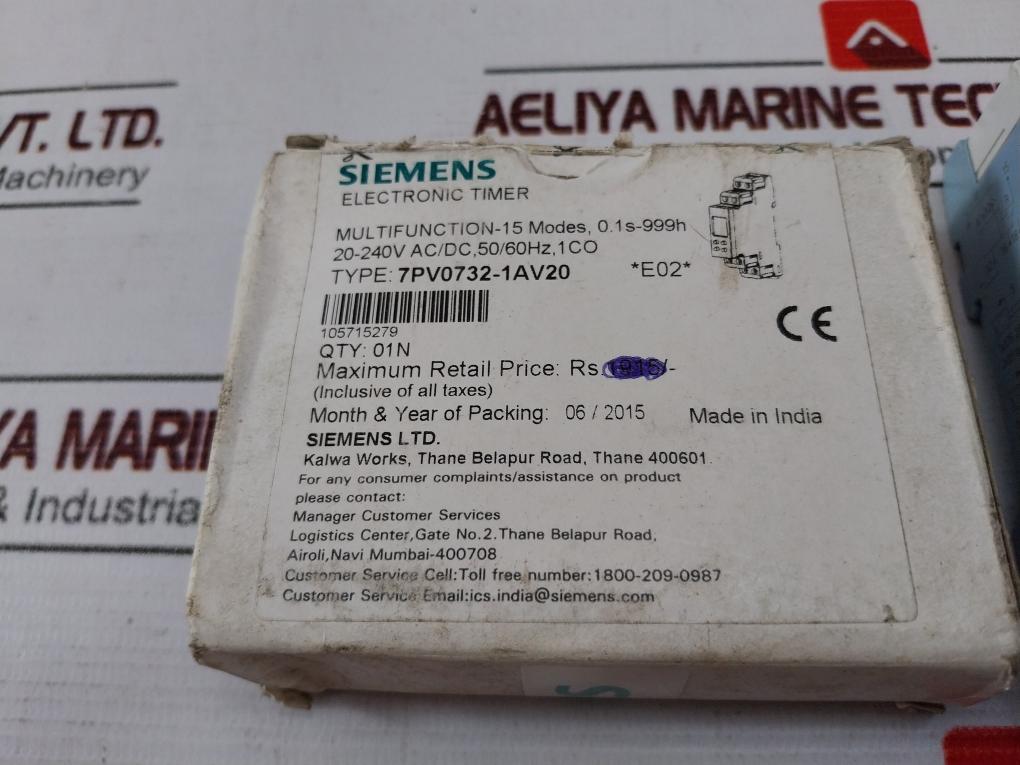 VT. LTD.
Machinery
AELIYA MARINE TEC
SIEMENS
ELECTRONIC TIMER
MULTIFUNCTION-15 Modes, 0.1s-999h
20-240V AC/DC,50/60Hz,1CO
TYPE: 7PV0732-1AV20 *E02*
CE
105715279
QTY: 01N
Maximum Retail Price: Rs. /-
(Inclusive of all taxes)
Month & Year of Packing: 06 / 2015 Made in India
SIEMENS LTD.
Kalwa Works, Thane Belapur Road, Thane 400601.
For any consumer complaints/assistance on product
please contact:
Manager Customer Services
Logistics Center,Gate No.2.Thane Belapur Road,
Airoli,Navi Mumbai-400708
Customer Service Cell:Toll free number:1800-209-0987
Customer Service Email:ics.india@siemens.com
YA MARI
& Industria
S